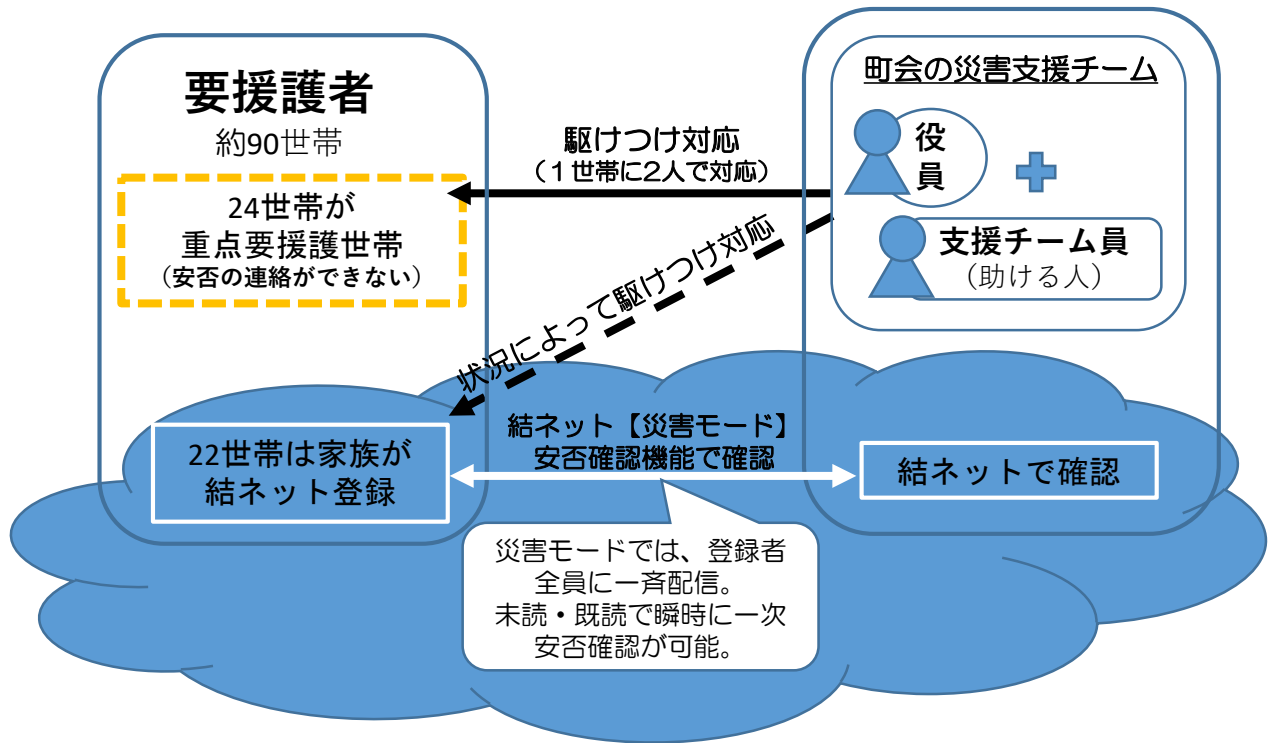 要援護者
約90世帯
24世帯が
重点要援護世帯
（安否の連絡ができない）
駆けつけ対応
（１世帯に2人で対応）
状況によって駆けつけ対応
町会の災害支援チーム
役
員
支援チーム員
（助ける人）
22世帯は家族が
結ネット登録
結ネット【災害モード】
安否確認機能で確認
結ネットで確認
災害モードでは、登録者
全員に一斉配信。
未読・既読で瞬時に一次
安否確認が可能。